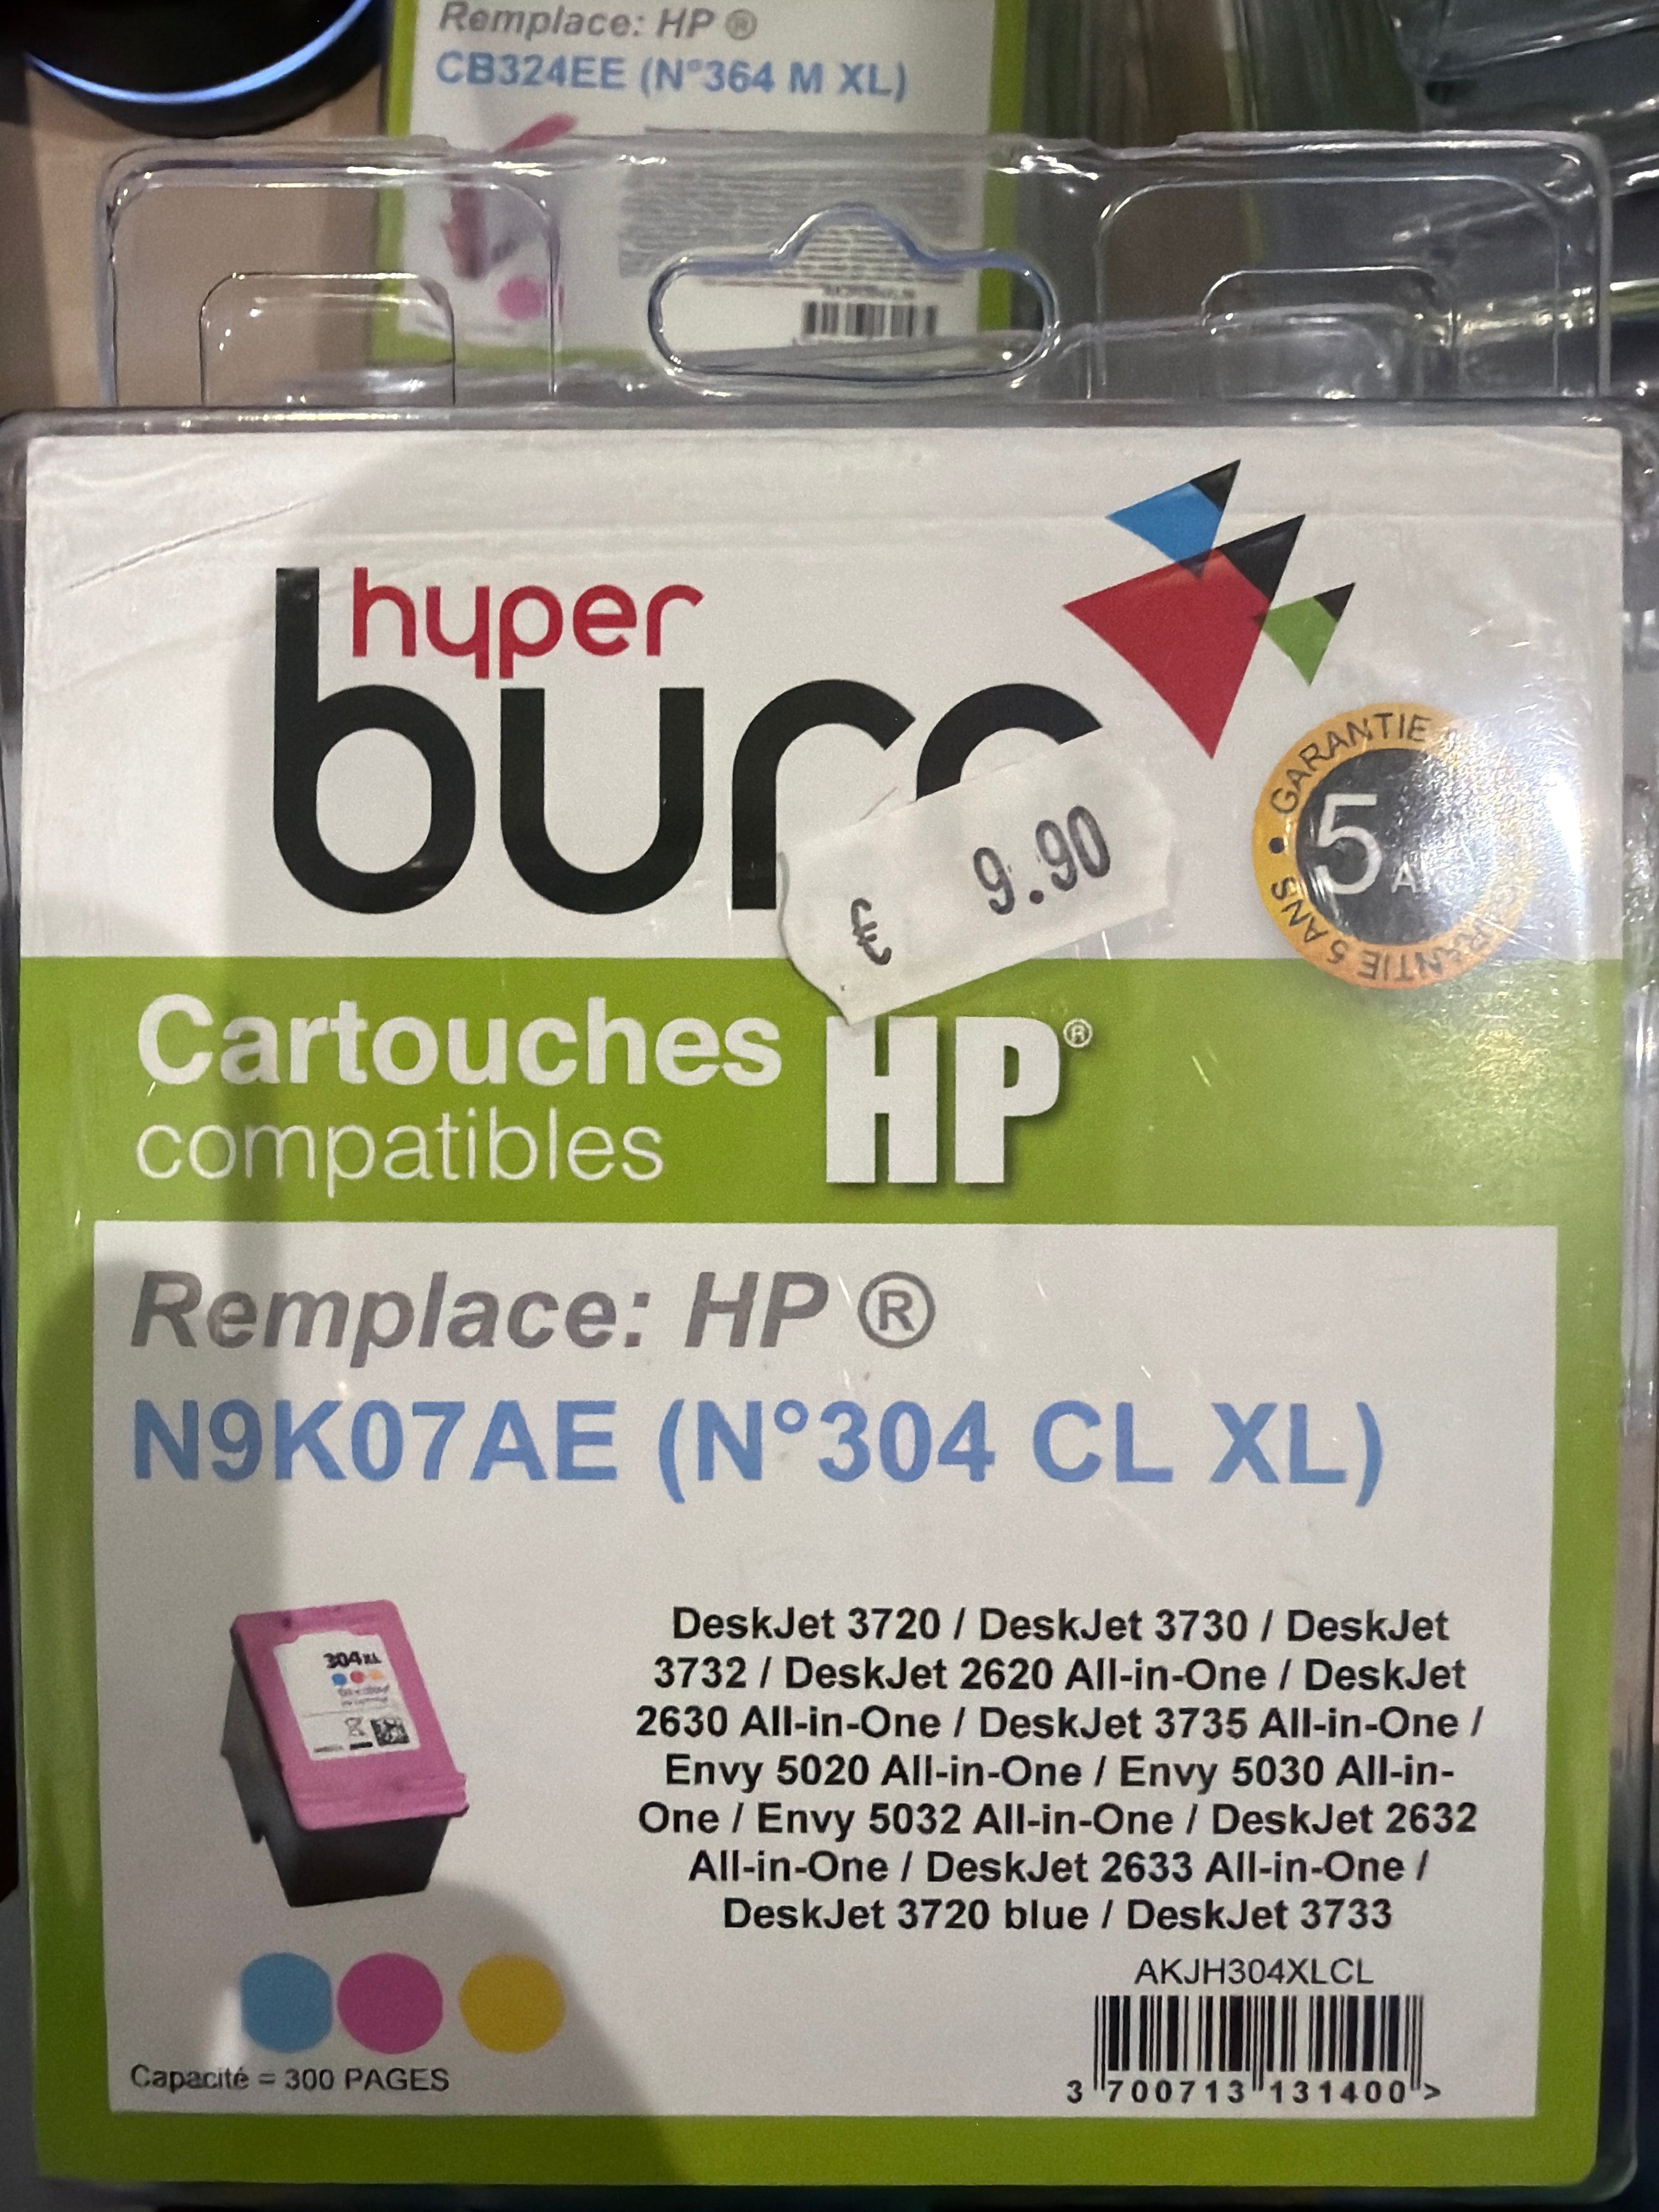 Remplace: HP ®
CB324EE (N°364 M XL)
hyper
bur
€ 9.90
GARANTIE
5
5 ANS
Cartouches
compatibles
HP®
Remplace: HP ®
N9K07AE (N°304 CL XL)
304XL
DeskJet 3720 / DeskJet 3730 / DeskJet
3732 / DeskJet 2620 All-in-One / DeskJet
2630 All-in-One / DeskJet 3735 All-in-One /
Envy 5020 All-in-One / Envy 5030 All-in-
One / Envy 5032 All-in-One / DeskJet 2632
All-in-One / DeskJet 2633 All-in-One /
DeskJet 3720 blue / DeskJet 3733
AKJH304XLCL
3 700713 131400 >
Capacité = 300 PAGES